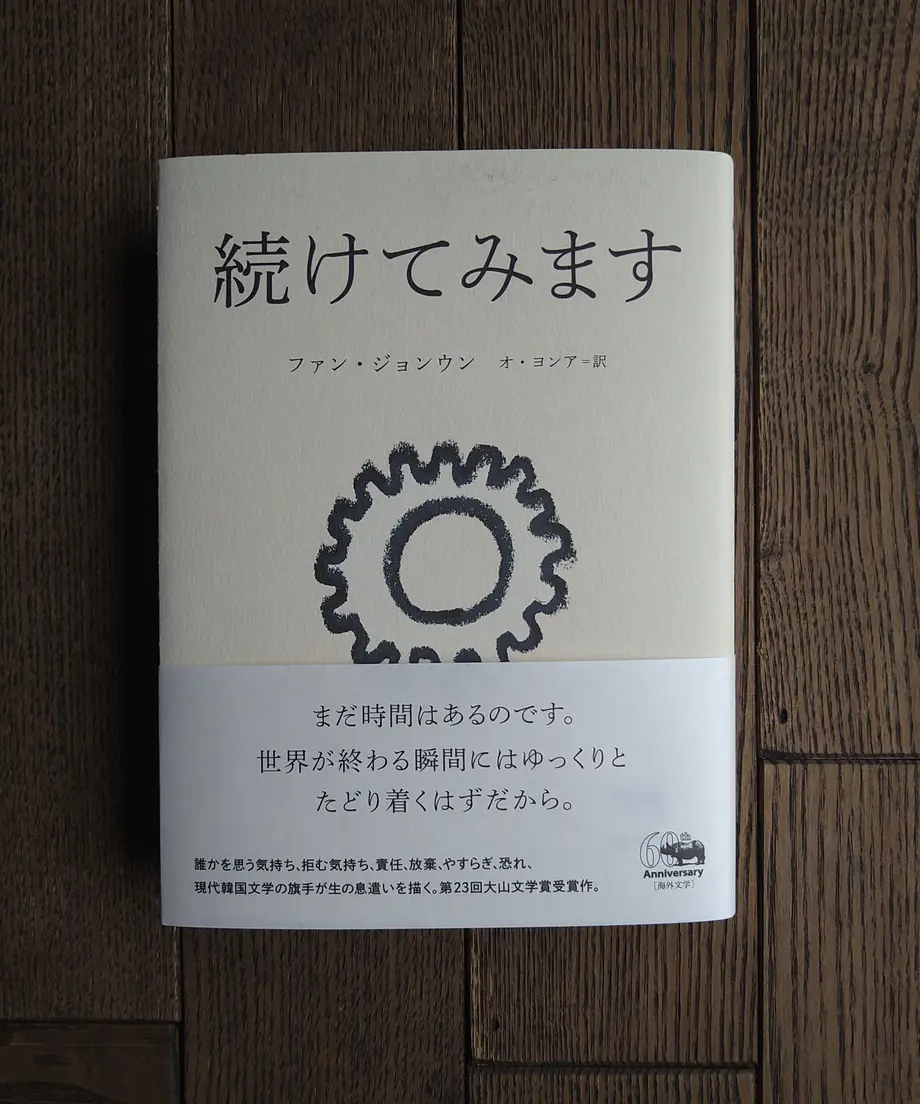 続けてみます
ファン・ジョンウン オ・ヨンア=訳
まだ時間はあるのです。
世界が終わる瞬間にはゆっくりと
たどり着くはずだから。
誰かを思う気持ち、拒む気持ち、責任、放棄、やすらぎ、恐れ、
現代韓国文学の旗手が生の息遣いを描く。第23回大山文学賞受賞作。
60th
Anniversary
[海外文学]